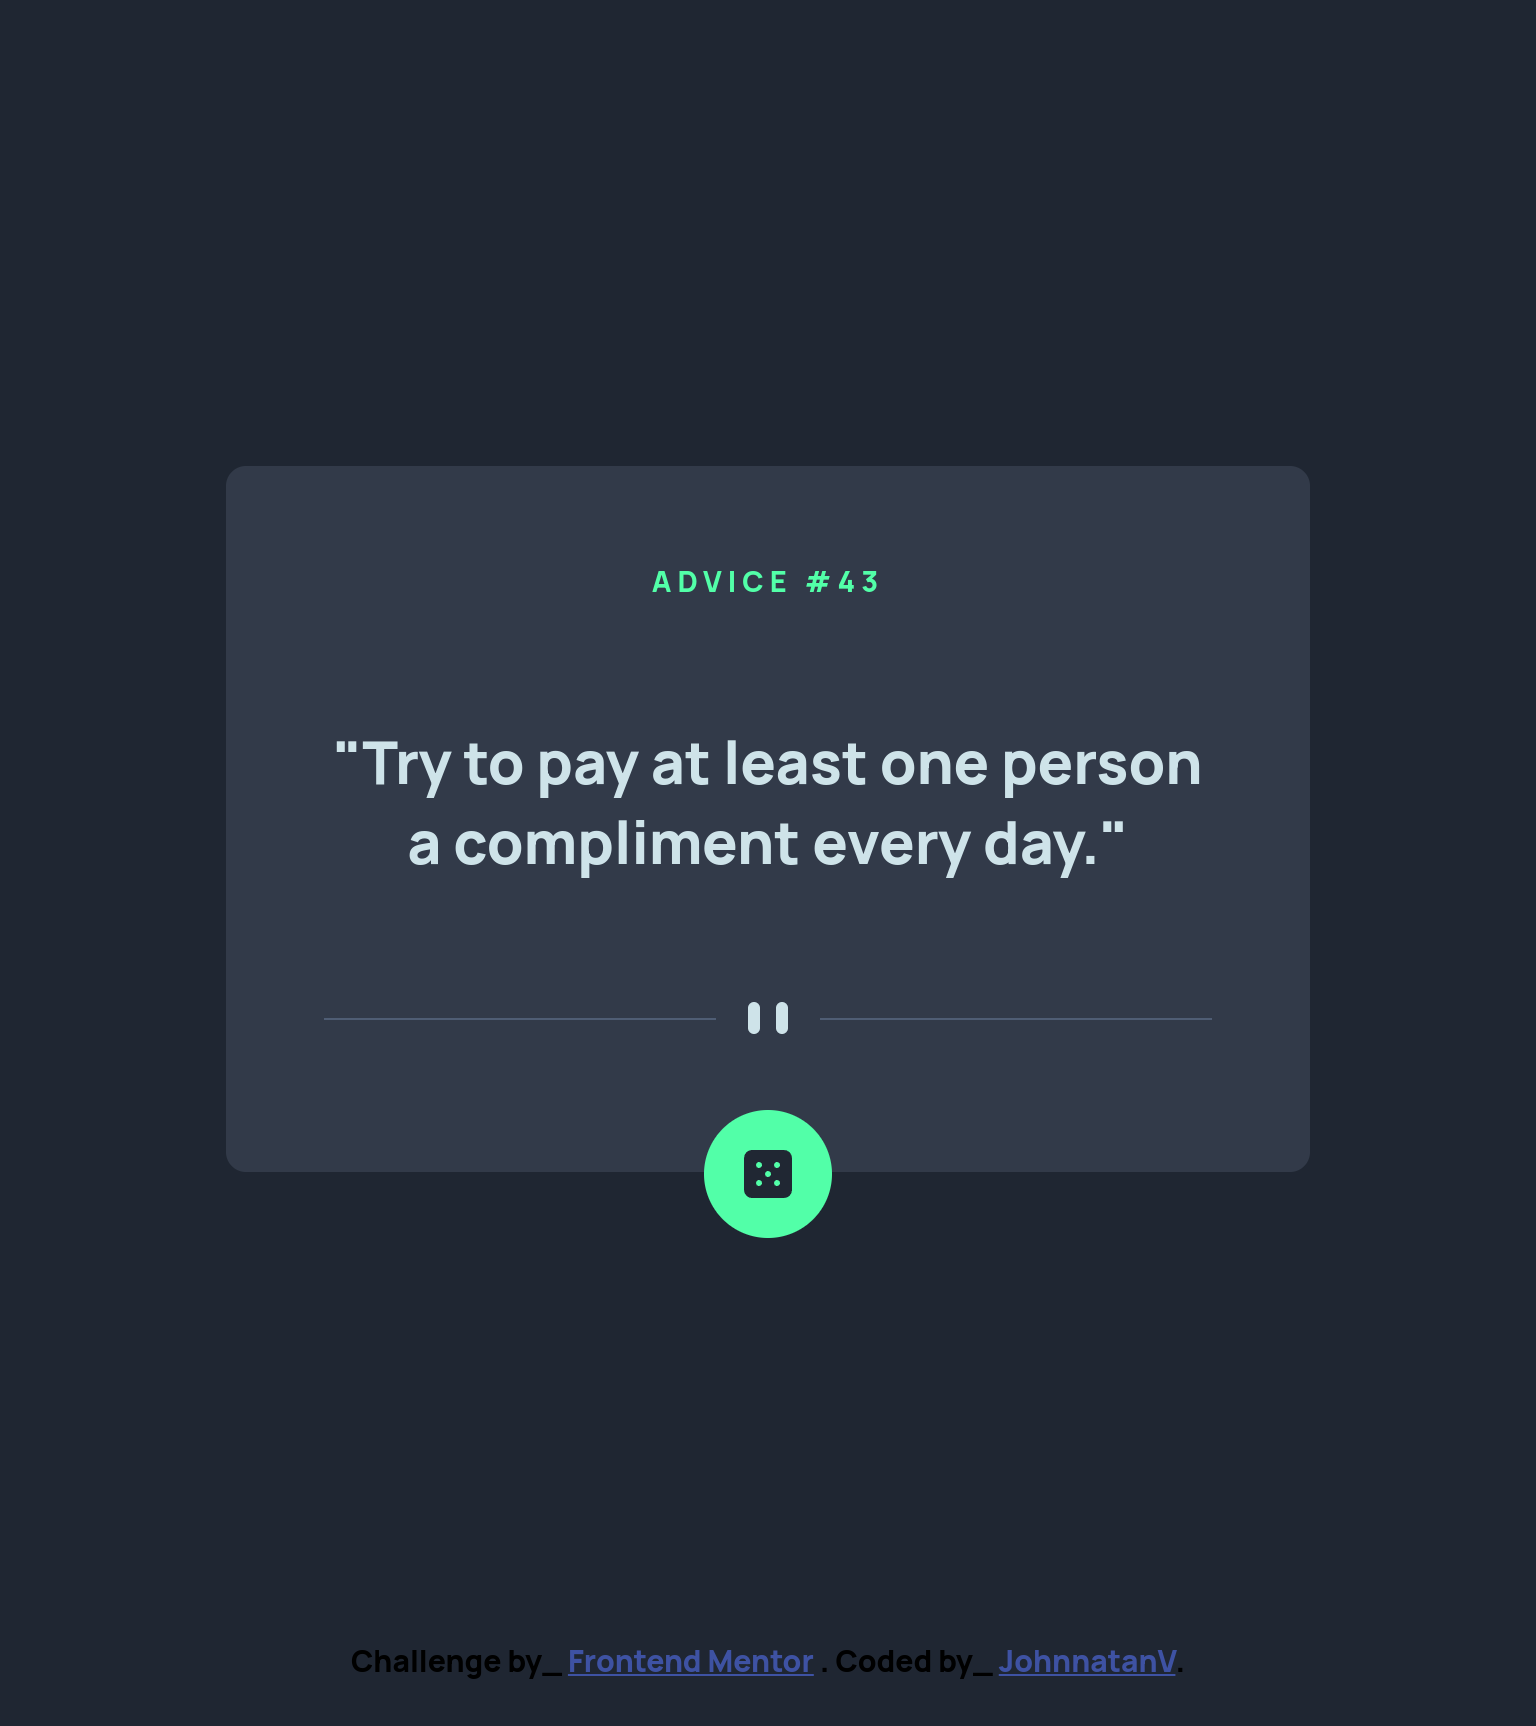 ADVICE #43
"Try to pay at least one person
a compliment every day."
Challenge by_ Frontend Mentor . Coded by_ JohnnatanV.